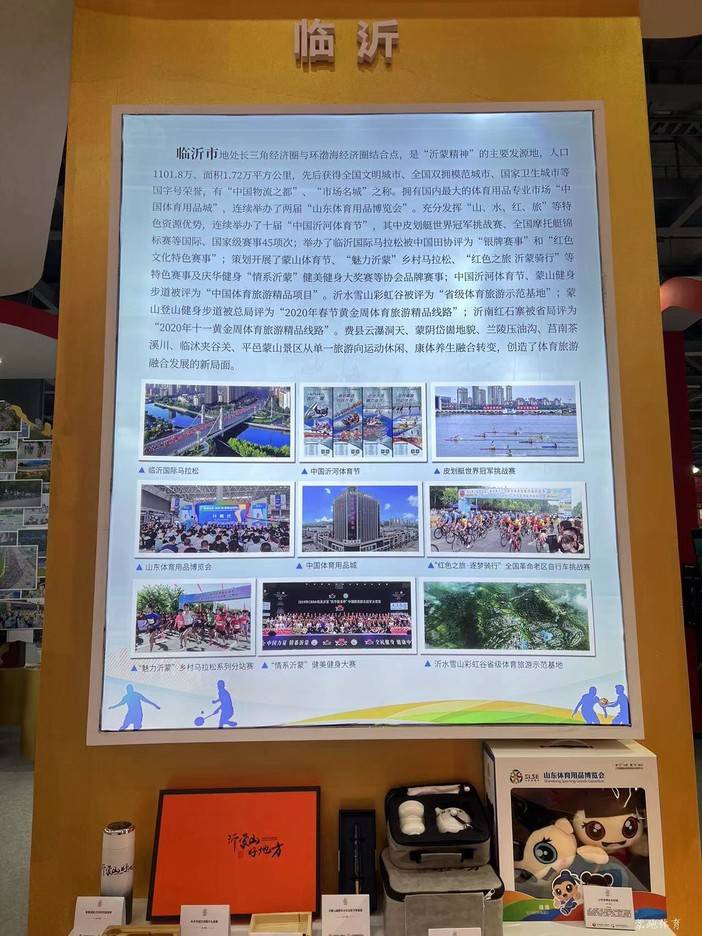 临沂
临沂市地处长三角经济圈与环渤海经济圈结合点，是“沂蒙精神”的主要发源地，人口
1101.8万、面积1.72万平方公里，先后获得全国文明城市、全国双拥模范城市、国家卫生城市等
国字号荣誉，有“中国物流之都”、“市场名城”之称。拥有国内最大的体育用品专业市场“中
国体育用品城”，连续举办了两届“山东体育用品博览会”。充分发挥“山、水、红、旅”等特
色资源优势，连续举办了十届“中国沂河体育节”，其中皮划艇世界冠军挑战赛、全国摩托艇锦
标赛等国际、国家级赛事45项次；举办了临沂国际马拉松被中国田协评为“银牌赛事”和“红色
文化特色赛事”；策划开展了蒙山体育节、“魅力沂蒙”乡村马拉松、“红色之旅 沂蒙骑行”等
特色赛事及庆华健身“情系沂蒙”健美健身大奖赛等协会品牌赛事；中国沂河体育节、蒙山健身
步道被评为“中国体育旅游精品项目”。沂水雪山彩虹谷被评为“省级体育旅游示范基地”；蒙
山登山健身步道被总局评为“2020年春节黄金周体育旅游精品线路”；沂南红石寨被省局评为
“2020年十一黄金周体育旅游精品线路”。费县云瀑洞天、蒙阴岱崮地貌、兰陵压油沟、莒南茶
溪川、临沭夹谷关、平邑蒙山景区从单一旅游向运动休闲、康体养生融合转变，创造了体育旅游
融合发展的新局面。
▲ 临沂国际马拉松
▲ 中国沂河体育节
▲ 皮划艇世界冠军挑战赛
▲ 山东体育用品博览会
▲ 中国体育用品城
▲ “红色之旅·逐梦骑行”全国革命老区自行车挑战赛
▲ “魅力沂蒙”乡村马拉松系列分站赛
▲ “情系沂蒙”健美健身大赛
▲ 沂水雪山彩虹谷省级体育旅游示范基地
沂蒙山
好地方
SLSE
山东体育用品博览会